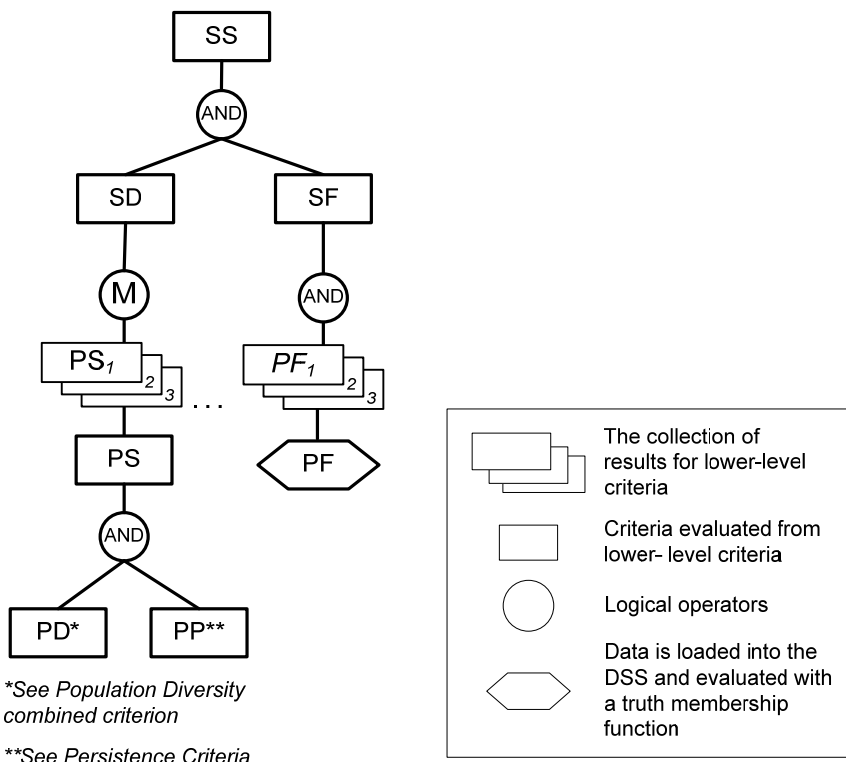 SS
AND
SD
SF
M
AND
PS1
2
3
...
PF1
2
3
PS
PF
AND
PD*
PP**
*See Population Diversity
combined criterion
**See Persistence Criteria
The collection of
results for lower-level
criteria
Criteria evaluated from
lower- level criteria
Logical operators
Data is loaded into the
DSS and evaluated with
a truth membership
function